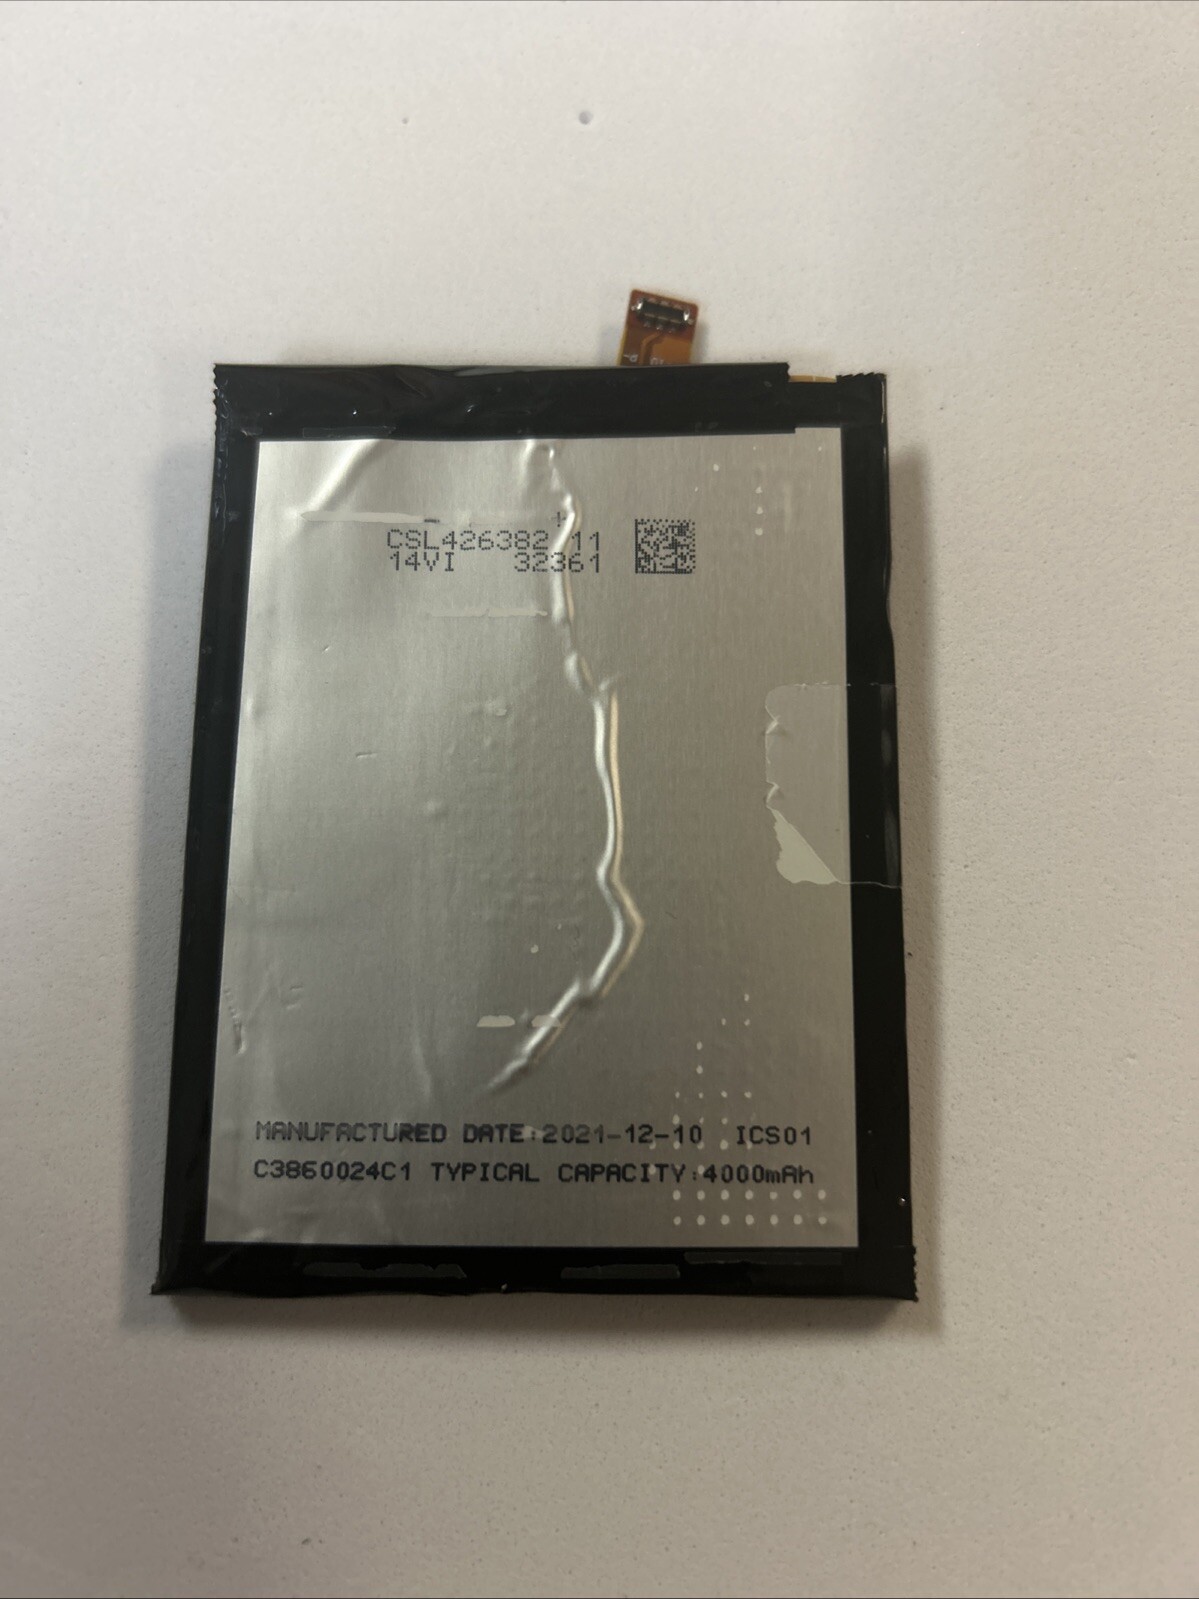 CSL426382 11
14VI 32361
MANUFACTURED DATE:2021-12-10 ICS01
C3860024C1 TYPICAL CAPACITY:4000mAh